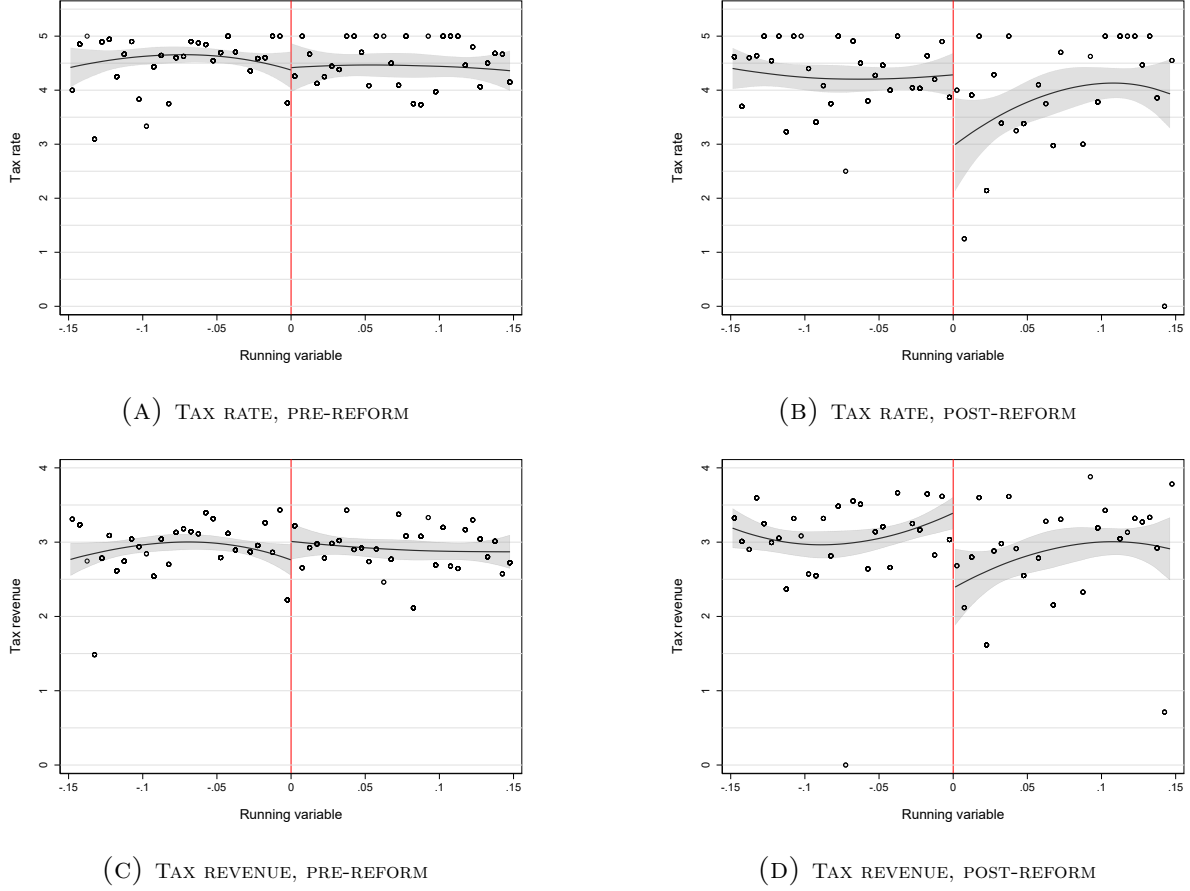 5
4
3
2
1
0
Tax rate
-.15 -.1 -.05 0 .05 .1 .15
Running variable
(A) Tax rate, pre-reform
5
4
3
2
1
0
Tax rate
-.15 -.1 -.05 0 .05 .1 .15
Running variable
(B) Tax rate, post-reform
4
3
2
1
0
Tax revenue
-.15 -.1 -.05 0 .05 .1 .15
Running variable
(C) Tax revenue, pre-reform
4
3
2
1
0
Tax revenue
-.15 -.1 -.05 0 .05 .1 .15
Running variable
(D) Tax revenue, post-reform